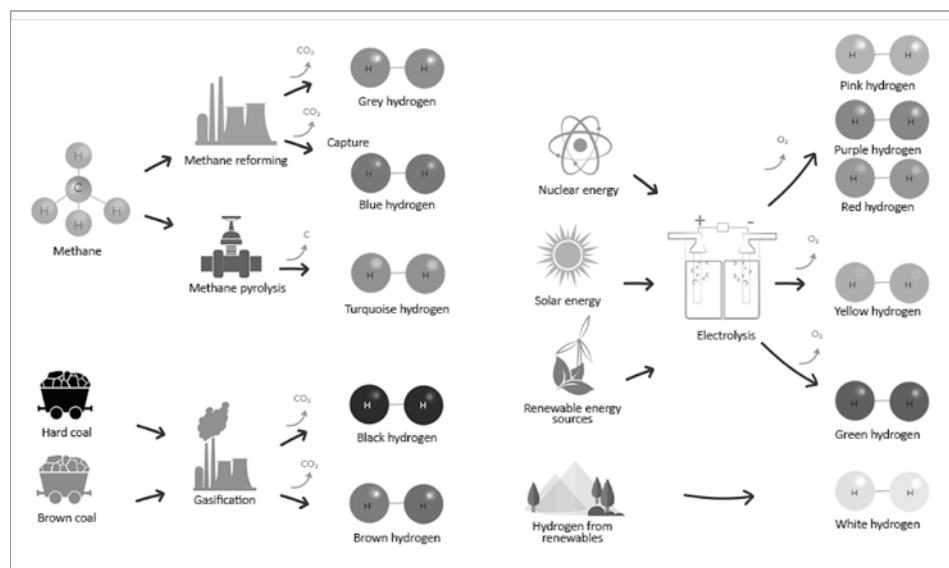 CO₂
H H
Grey hydrogen
CO₂
Methane reforming
Capture
H H
Blue hydrogen
H
C
H H
H
Methane
C
Methane pyrolysis
H H
Turquoise hydrogen
Hard coal
Brown coal
Gasification
CO₂
H H
Black hydrogen
CO₂
H H
Brown hydrogen
Nuclear energy
Solar energy
Renewable energy
sources
+ -
Electrolysis
O₂
H H
Pink hydrogen
H H
Purple hydrogen
H H
Red hydrogen
O₂
H H
Yellow hydrogen
O₂
H H
Green hydrogen
Hydrogen from
renewables
H H
White hydrogen